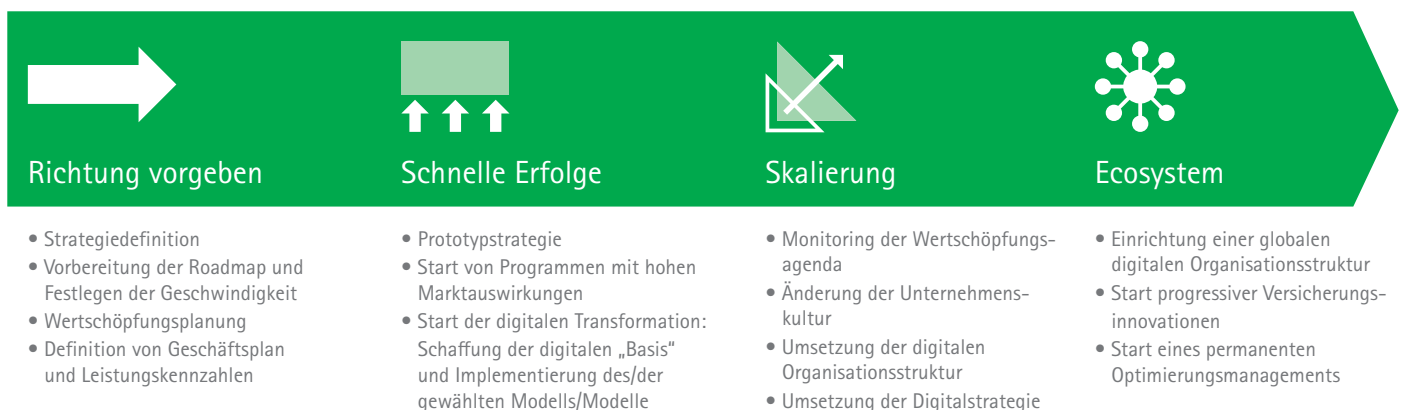 Richtung vorgeben
Schnelle Erfolge
Skalierung
Ecosystem
• Strategiedefinition
• Vorbereitung der Roadmap und
Festlegen der Geschwindigkeit
• Wertschöpfungsplanung
• Definition von Geschäftsplan
und Leistungskennzahlen
• Prototypstrategie
• Start von Programmen mit hohen
Marktauswirkungen
• Start der digitalen Transformation:
Schaffung der digitalen „Basis"
und Implementierung des/der
gewählten Modells/Modelle
• Monitoring der Wertschöpfungs-
agenda
• Änderung der Unternehmens-
kultur
• Umsetzung der digitalen
Organisationsstruktur
• Umsetzung der Digitalstrategie
• Einrichtung einer globalen
digitalen Organisationsstruktur
• Start progressiver Versicherungs-
innovationen
• Start eines permanenten
Optimierungsmanagements